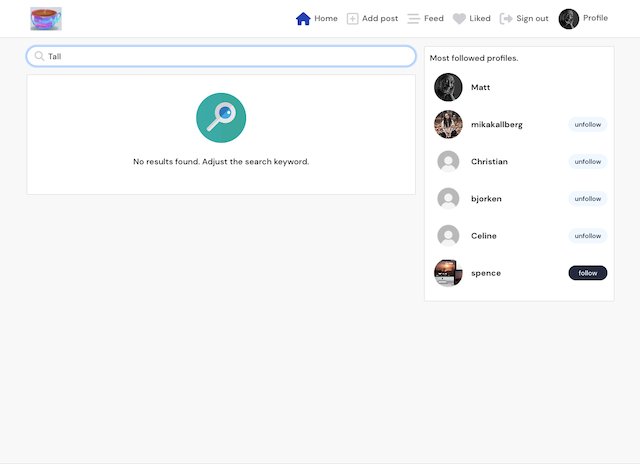 Home
Add post
Feed
Liked
Sign out
Profile
Tall
No results found. Adjust the search keyword.
Most followed profiles.
Matt
mikakallberg
unfollow
Christian
unfollow
bjorken
unfollow
Celine
unfollow
spence
follow